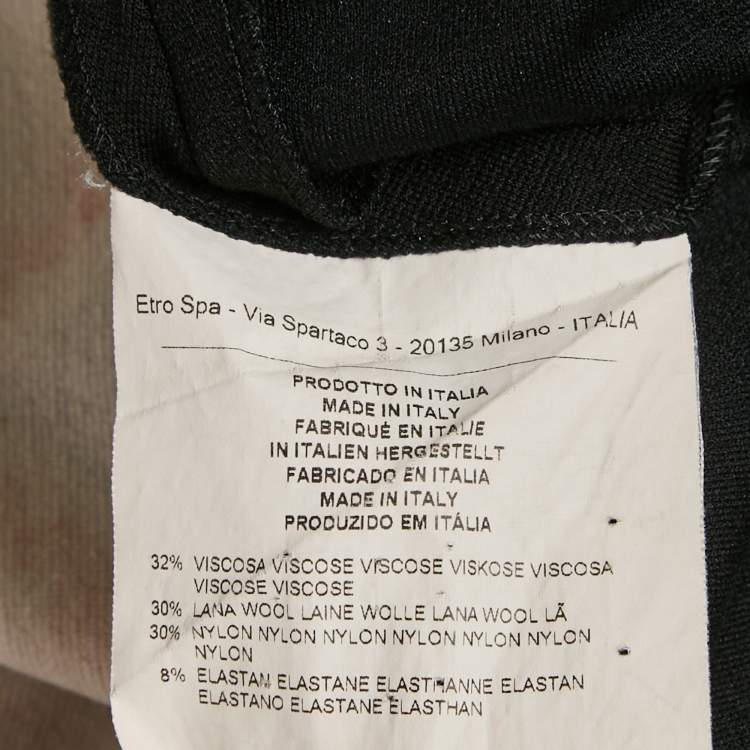 Etro Spa - Via Spartaco 3 - 20135 Milano - ITALIA
PRODOTTO IN ITALIA
MADE IN ITALY
FABRIQUÉ EN ITALIE
IN ITALIEN HERGESTELLT
FABRICADO EN ITALIA
MADE IN ITALY
PRODUZIDO EM ITÁLIA
32% VISCOSA VISCOSE VISCOSE VISKOSE VISCOSA
VISCOSE VISCOSE
30% LANA WOOL LAINE WOLLE LANA WOOL LÃ
30% NYLON NYLON NYLON NYLON NYLON NYLON
NYLON
8% ELASTAN ELASTANE ELASTHANNE ELASTAN
ELASTANO ELASTANE ELASTHAN